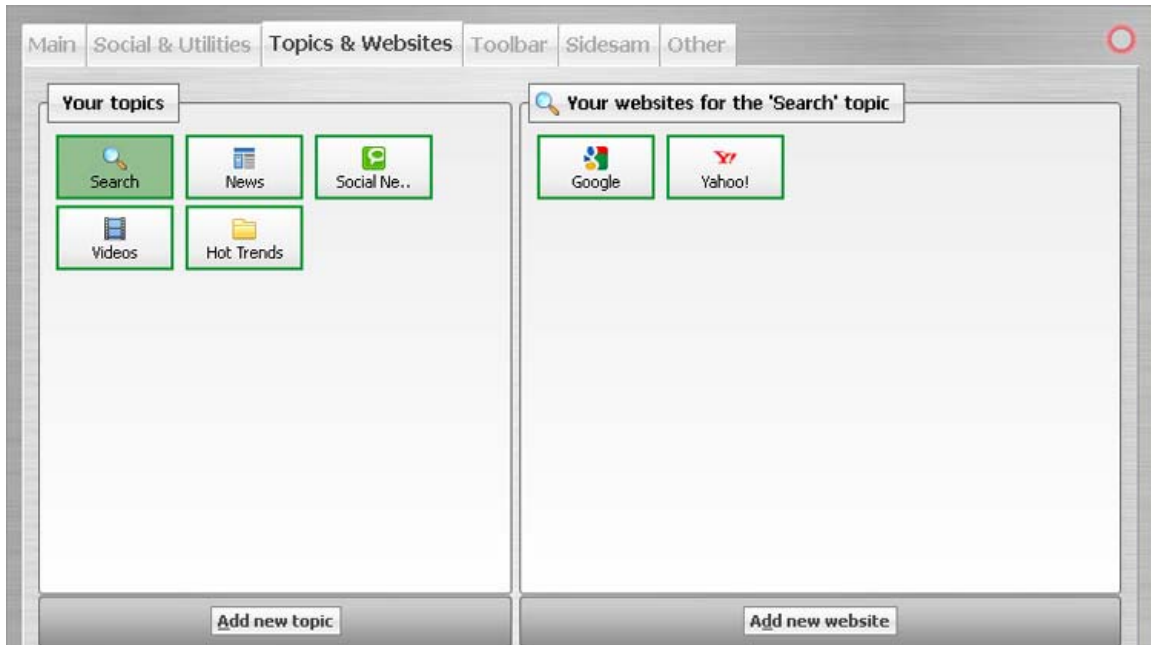 Main Social & Utilities Topics & Websites Toolbar Sidesam Other
Your topics
Search News Social Ne..
Videos Hot Trends
Add new topic
Your websites for the 'Search' topic
Google Yahoo!
Add new website